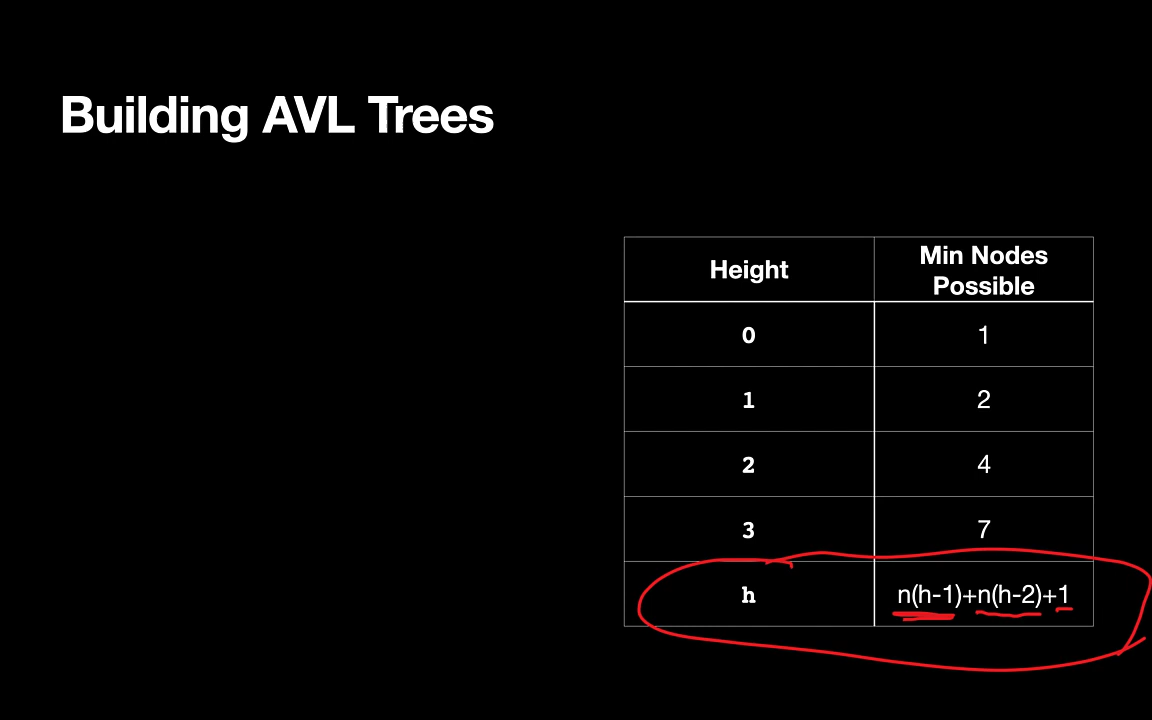 Building AVL Trees
Height
Min Nodes
Possible
0
1
1
2
2
4
3
7
h
n(h-1)+n(h-2)+1